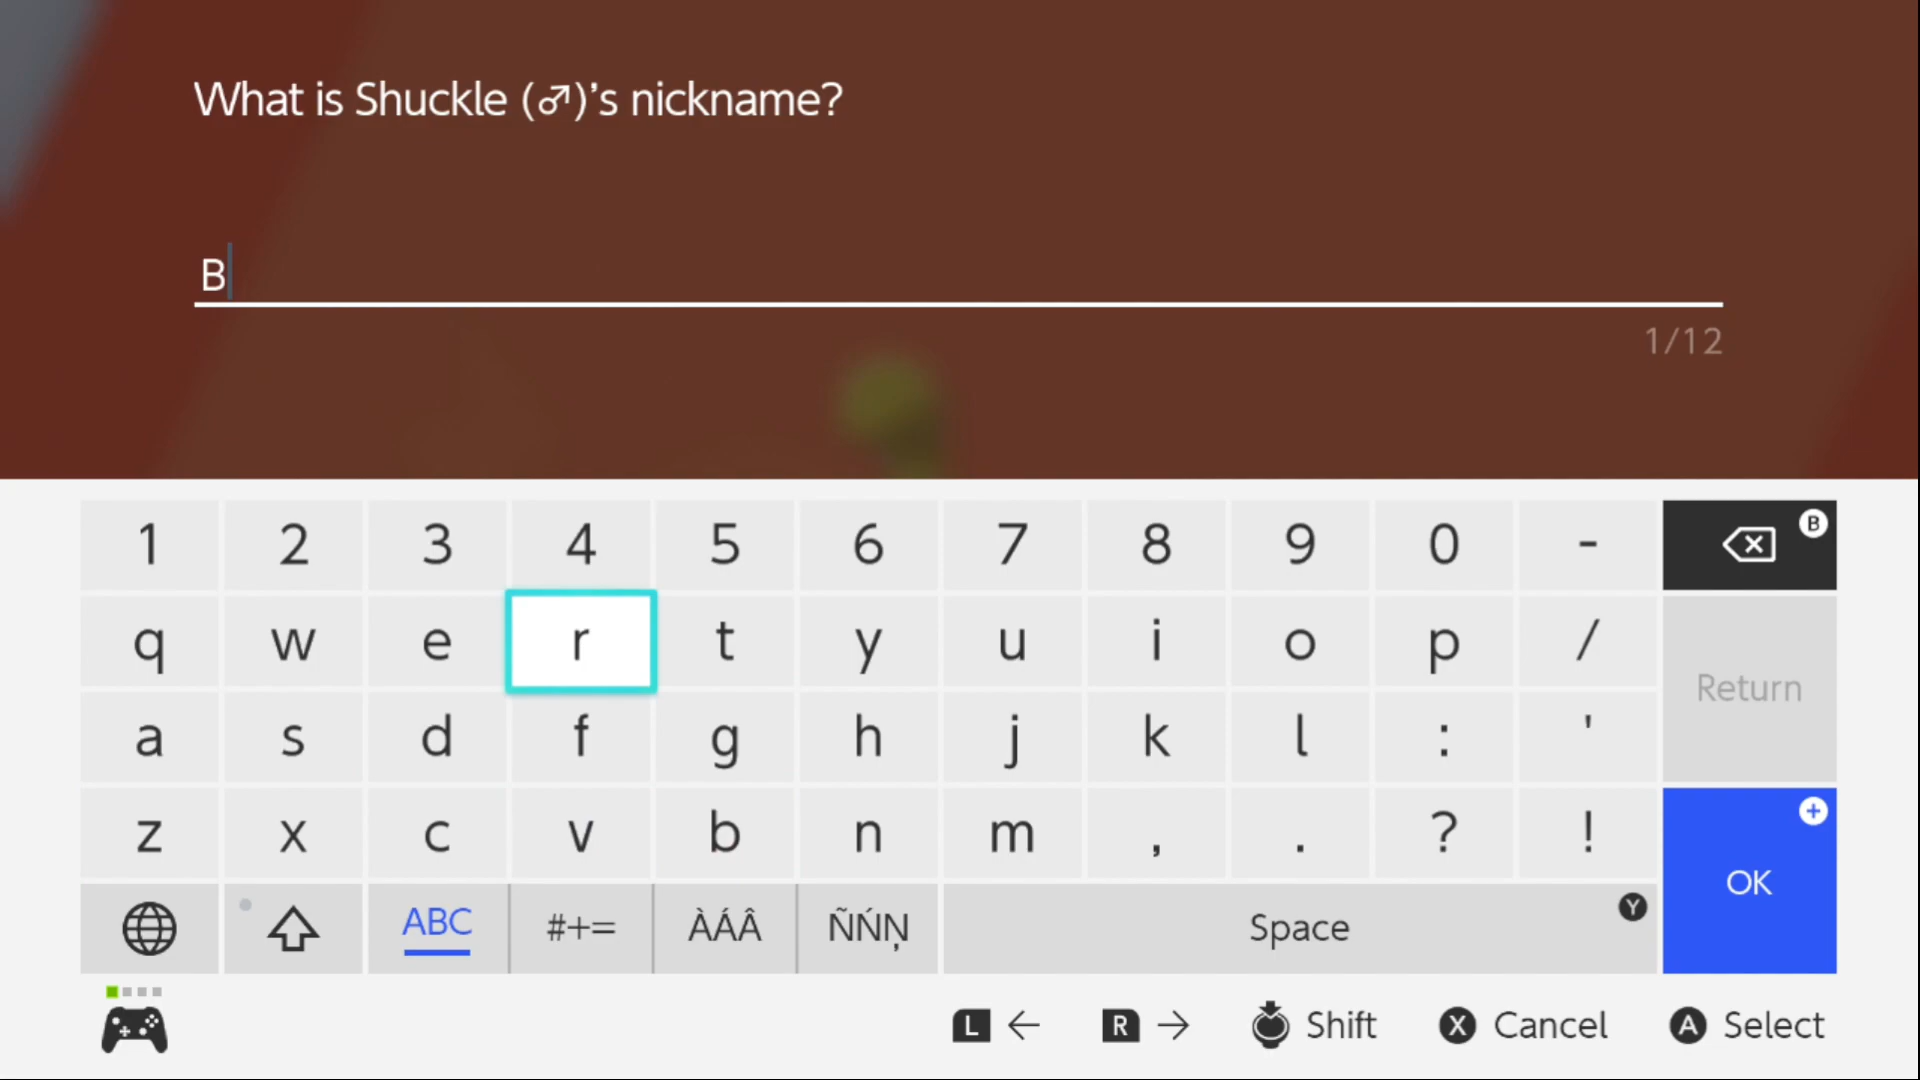 What is Shuckle (♂)'s nickname?
B
1/12
1 2 3 4 5 6 7 8 9 0 - B
q w e r t y u i o p / Return
a s d f g h j k l : '
z x c v b n m , . ? ! + OK
ABC #+= ÀÁÂ ÑŃŅ Space Y
L ← R → Shift X Cancel A Select